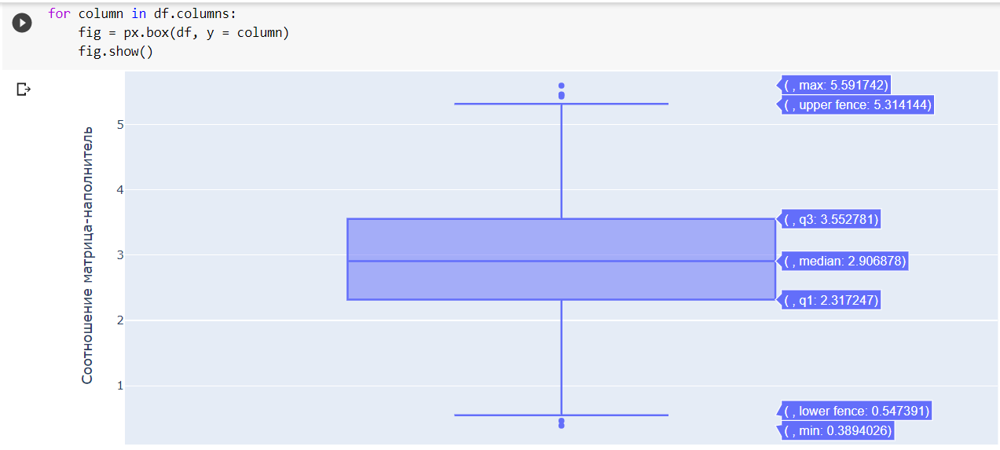 for column in df.columns:
    fig = px.box(df, y = column)
    fig.show()
Соотношение матрица-наполнитель
5
4
3
2
1
( , max: 5.591742)
( , upper fence: 5.314144)
( , q3: 3.552781)
( , median: 2.906878)
( , q1: 2.317247)
( , lower fence: 0.547391)
( , min: 0.3894026)